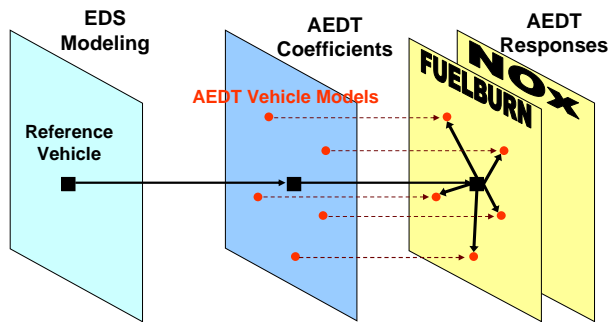 EDS
Modeling
AEDT
Coefficients
AEDT
Responses
NOx
FUELBURN
AEDT Vehicle Models
Reference
Vehicle